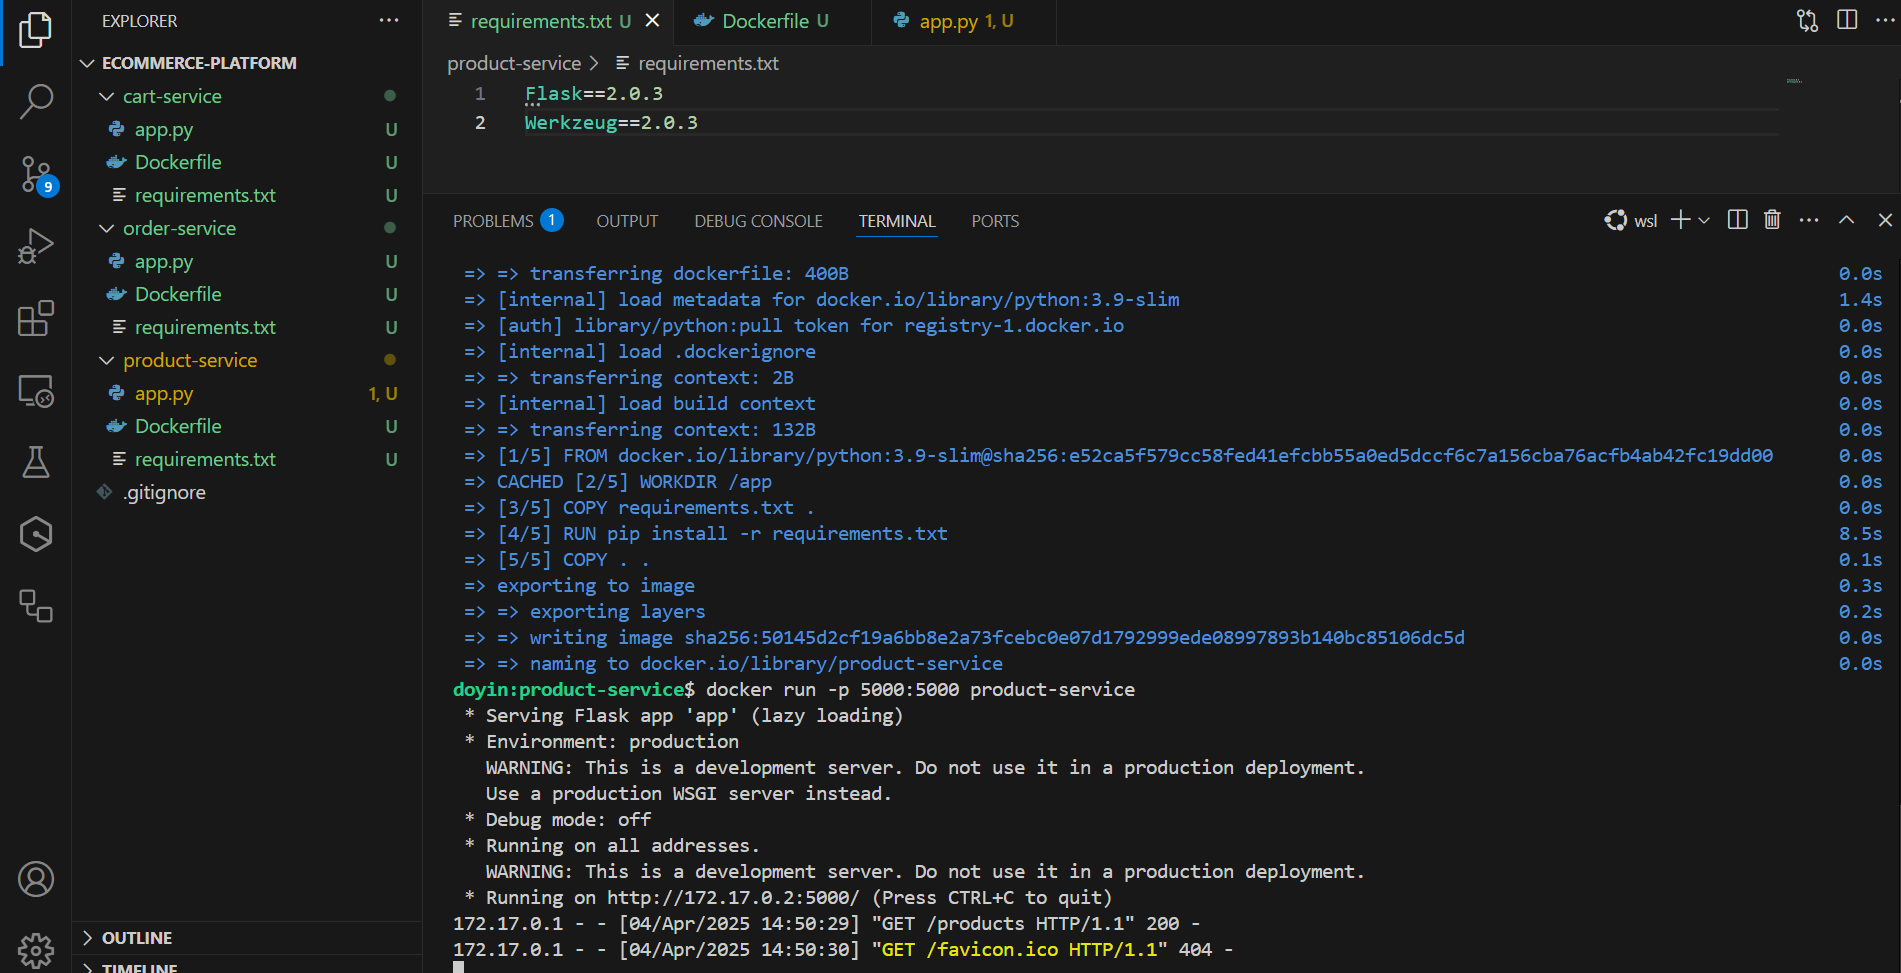 EXPLORER
ECOMMERCE-PLATFORM
cart-service
app.py U
Dockerfile U
requirements.txt U
order-service
app.py U
Dockerfile U
requirements.txt U
product-service
app.py 1, U
Dockerfile U
requirements.txt U
.gitignore
OUTLINE
TIMELINE
9
requirements.txt U
Dockerfile U
app.py 1, U
product-service > requirements.txt
1 Flask==2.0.3
2 Werkzeug==2.0.3
PROBLEMS 1 OUTPUT DEBUG CONSOLE TERMINAL PORTS
wsl
=> => transferring dockerfile: 400B 0.0s
=> [internal] load metadata for docker.io/library/python:3.9-slim 1.4s
=> [auth] library/python:pull token for registry-1.docker.io 0.0s
=> [internal] load .dockerignore 0.0s
=> => transferring context: 2B 0.0s
=> [internal] load build context 0.0s
=> => transferring context: 132B 0.0s
=> [1/5] FROM docker.io/library/python:3.9-slim@sha256:e52ca5f579cc58fed41efcbb55a0ed5dccf6c7a156cba76acfb4ab42fc19dd00 0.0s
=> CACHED [2/5] WORKDIR /app 0.0s
=> [3/5] COPY requirements.txt . 0.0s
=> [4/5] RUN pip install -r requirements.txt 8.5s
=> [5/5] COPY . . 0.1s
=> exporting to image 0.3s
=> => exporting layers 0.2s
=> => writing image sha256:50145d2cf19a6bb8e2a73fcebc0e07d1792999ede08997893b140bc85106dc5d 0.0s
=> => naming to docker.io/library/product-service 0.0s
doyin:product-service$ docker run -p 5000:5000 product-service
* Serving Flask app 'app' (lazy loading)
* Environment: production
WARNING: This is a development server. Do not use it in a production deployment.
Use a production WSGI server instead.
* Debug mode: off
* Running on all addresses.
WARNING: This is a development server. Do not use it in a production deployment.
* Running on http://172.17.0.2:5000/ (Press CTRL+C to quit)
172.17.0.1 - - [04/Apr/2025 14:50:29] "GET /products HTTP/1.1" 200 -
172.17.0.1 - - [04/Apr/2025 14:50:30] "GET /favicon.ico HTTP/1.1" 404 -